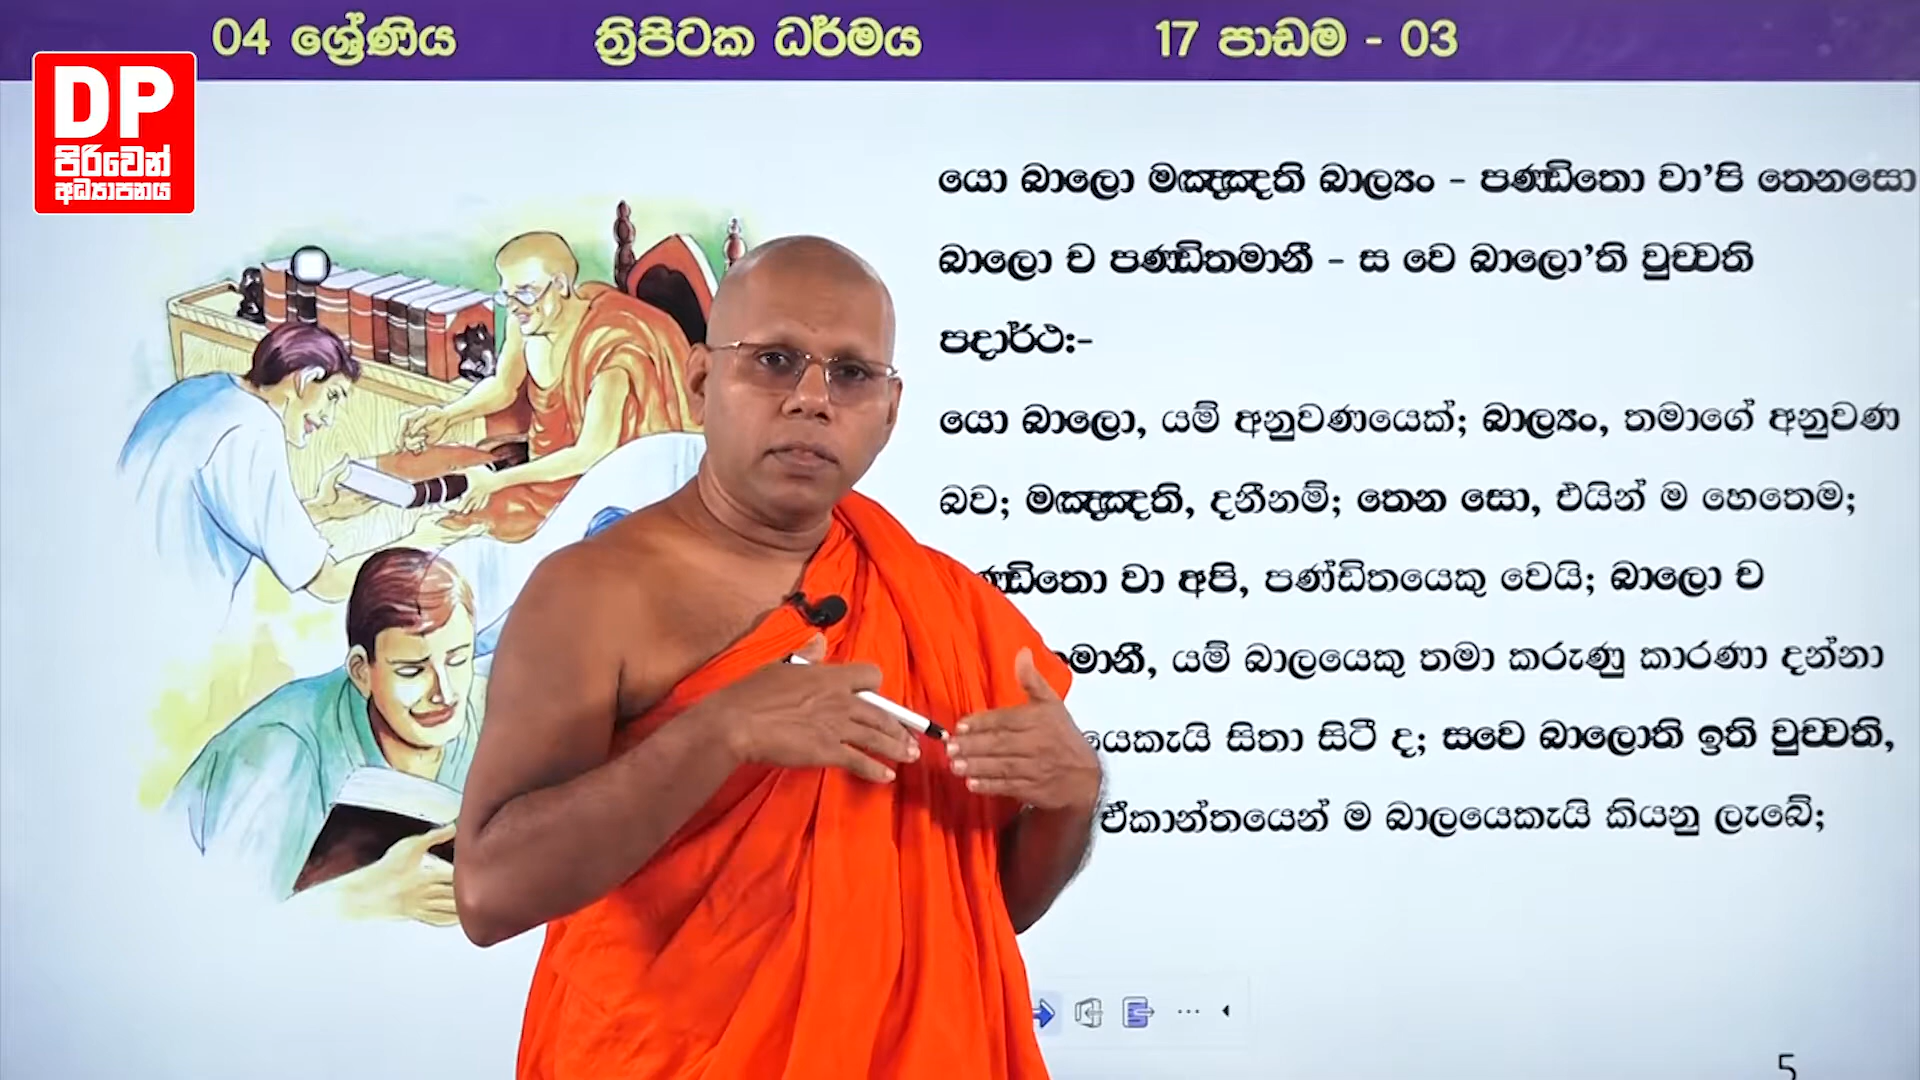 04 ශ්‍රේණිය ත්‍රිපිටක ධර්මය 17 පාඩම - 03
DP
පිරිවෙන්
අධ්‍යාපනය
යො බාලො මඤ්ඤති බාල්‍යං - පණ්ඩිතො වා'පි තෙනසො
බාලො ච පණ්ඩිතමානී - ස වෙ බාලො'ති වුච්චති
පදාර්ථ:-
යො බාලො, යම් අනුවණයෙක්; බාල්‍යං, තමාගේ අනුවණ
බව; මඤ්ඤති, දනීනම්; තෙන සො, එයින් ම හෙතෙම;
වා අපි, පණ්ඩිතයෙකු වෙයි; බාලො ච
යම් බාලයෙකු තමා කරුණු කාරණා දන්නා
සිතා සිටී ද; සවෙ බාලොති ඉති වුච්චති,
ඒකාන්තයෙන් ම බාලයෙකැයි කියනු ලැබේ;
5